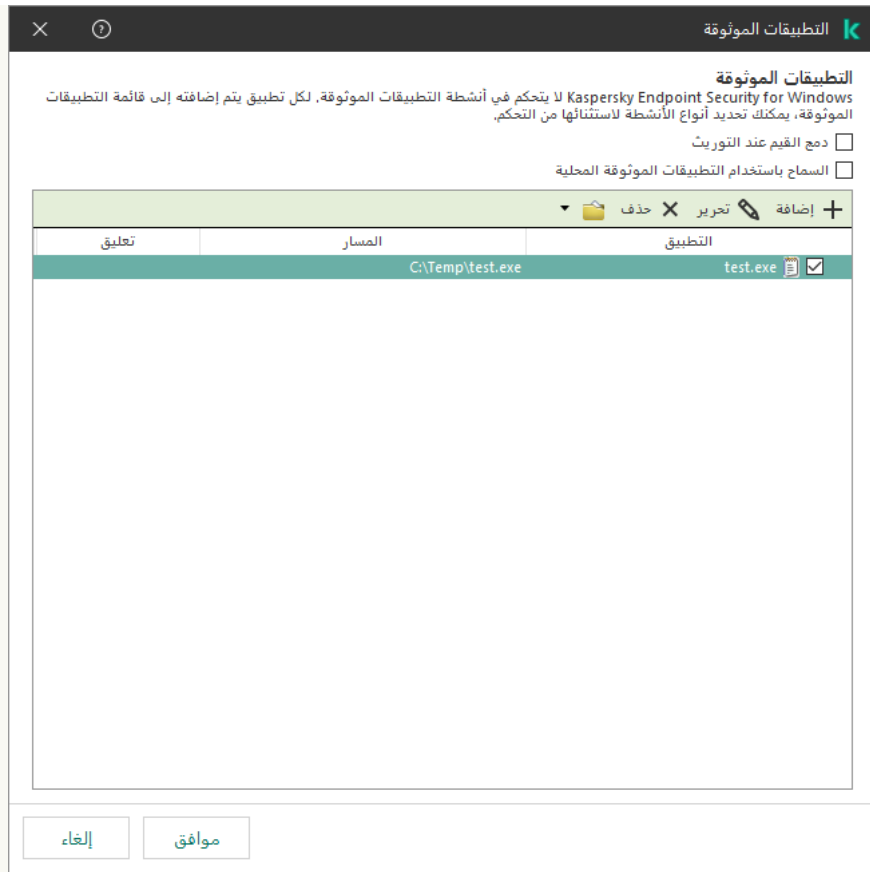 التطبيقات الموثوقة
التطبيقات الموثوقة
Kaspersky Endpoint Security for Windows لا يتحكم في أنشطة التطبيقات الموثوقة. لكل تطبيق يتم إضافته إلى قائمة التطبيقات
الموثوقة، يمكنك تحديد أنواع الأنشطة لاستثنائها من التحكم.
دمج القيم عند التوريث
السماح باستخدام التطبيقات الموثوقة المحلية
إضافة تحرير حذف
التطبيق المسار تعليق
test.exe C:\Temp\test.exe
موافق إلغاء